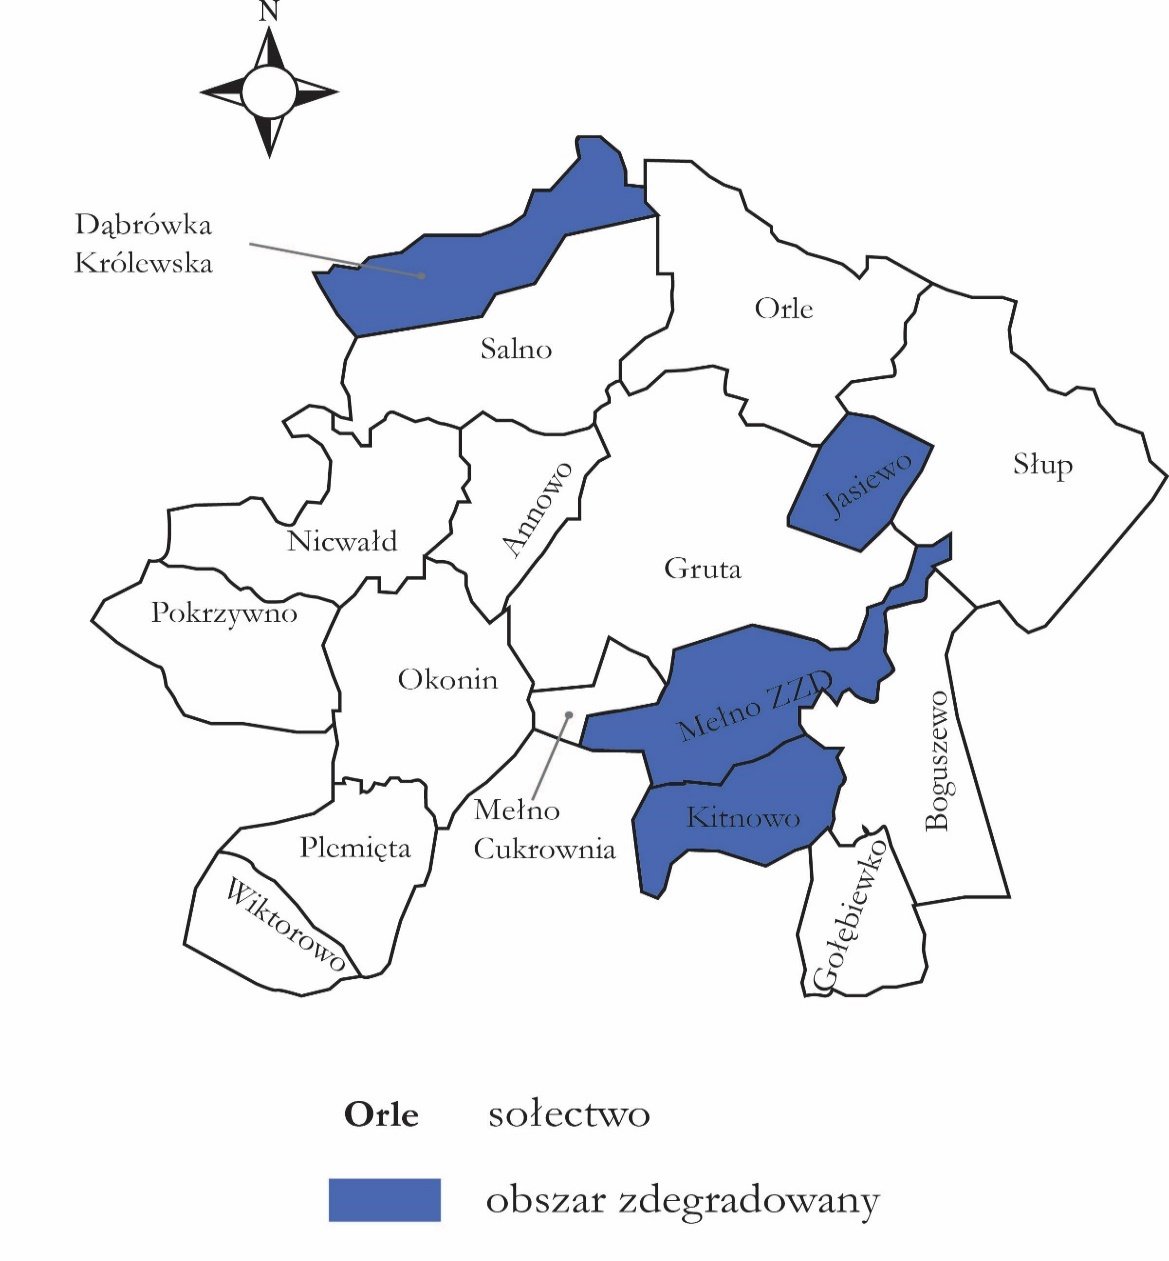 N
Dąbrówka
Królewska
Orle
Salno
Słup
Jasiewo
Annowo
Nicwałd
Gruta
Pokrzywno
Okonin
Mełno ZZD
Boguszewo
Mełno
Cukrownia
Kitnowo
Plemięta
Gołębiewko
Wiktorowo
Orle sołectwo
obszar zdegradowany